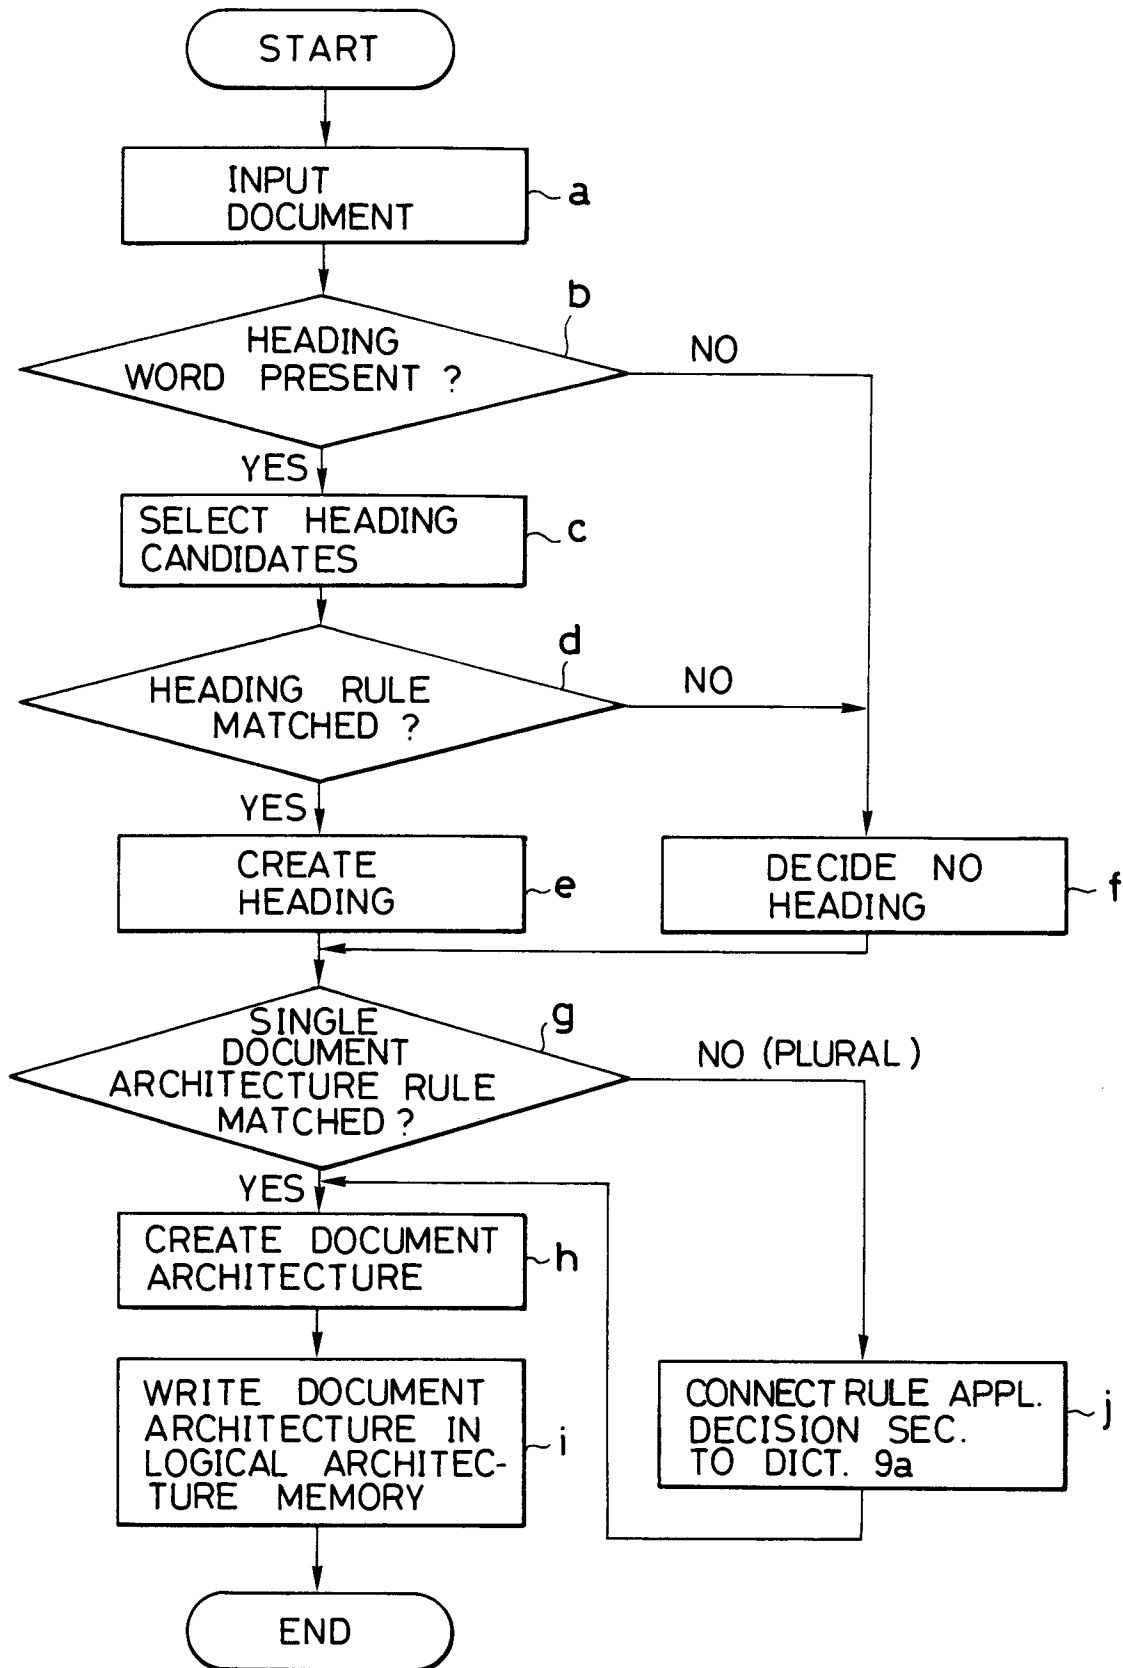 START
INPUT
DOCUMENT
a
b
HEADING
WORD PRESENT ?
NO
YES
SELECT HEADING
CANDIDATES
c
d
HEADING RULE
MATCHED ?
NO
YES
CREATE
HEADING
e
DECIDE NO
HEADING
f
g
SINGLE
DOCUMENT
ARCHITECTURE RULE
MATCHED ?
NO (PLURAL)
YES
CREATE DOCUMENT
ARCHITECTURE
h
WRITE DOCUMENT
ARCHITECTURE IN
LOGICAL ARCHITEC-
TURE MEMORY
i
CONNECT RULE APPL.
DECISION SEC.
TO DICT. 9a
j
END